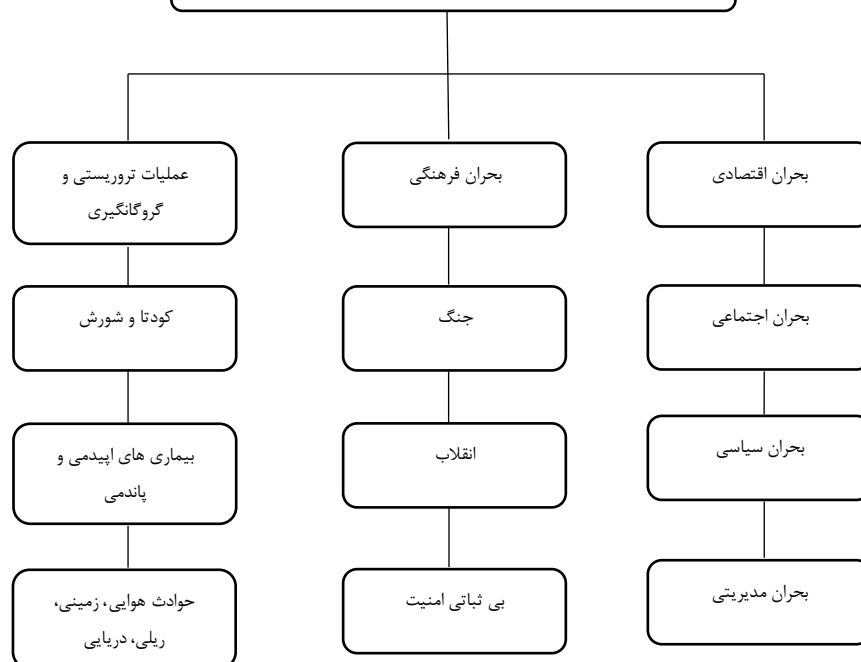 بحران اقتصادی
بحران اجتماعی
بحران سیاسی
بحران مدیریتی
بحران فرهنگی
جنگ
انقلاب
بی ثباتی امنیت
عملیات تروریستی و
گروگانگیری
کودتا و شورش
بیماری های اپیدمی و
پاندمی
حوادث هوایی، زمینی،
ریلی، دریایی